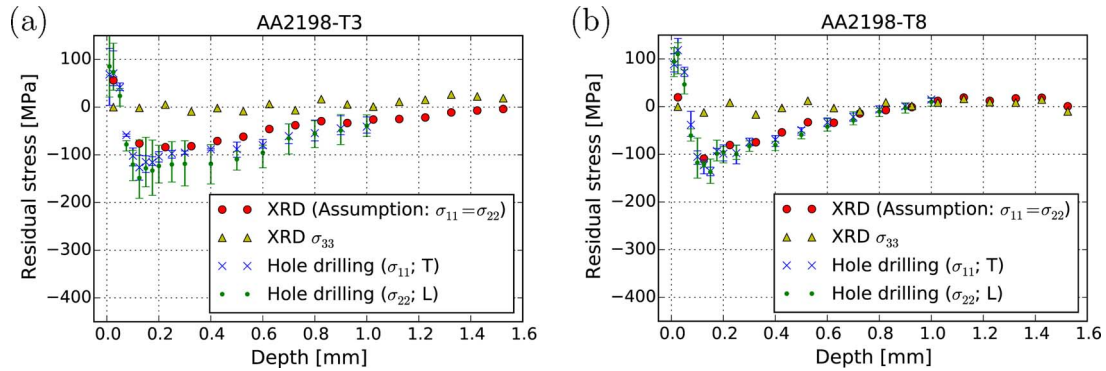 (a)
AA2198-T3
Residual stress [MPa]
100
0
−100
−200
−300
−400
XRD (Assumption: σ₁₁=σ₂₂)
XRD σ₃₃
Hole drilling (σ₁₁; T)
Hole drilling (σ₂₂; L)
0.0 0.2 0.4 0.6 0.8 1.0 1.2 1.4 1.6
Depth [mm]
(b)
AA2198-T8
Residual stress [MPa]
100
0
−100
−200
−300
−400
XRD (Assumption: σ₁₁=σ₂₂)
XRD σ₃₃
Hole drilling (σ₁₁; T)
Hole drilling (σ₂₂; L)
0.0 0.2 0.4 0.6 0.8 1.0 1.2 1.4 1.6
Depth [mm]